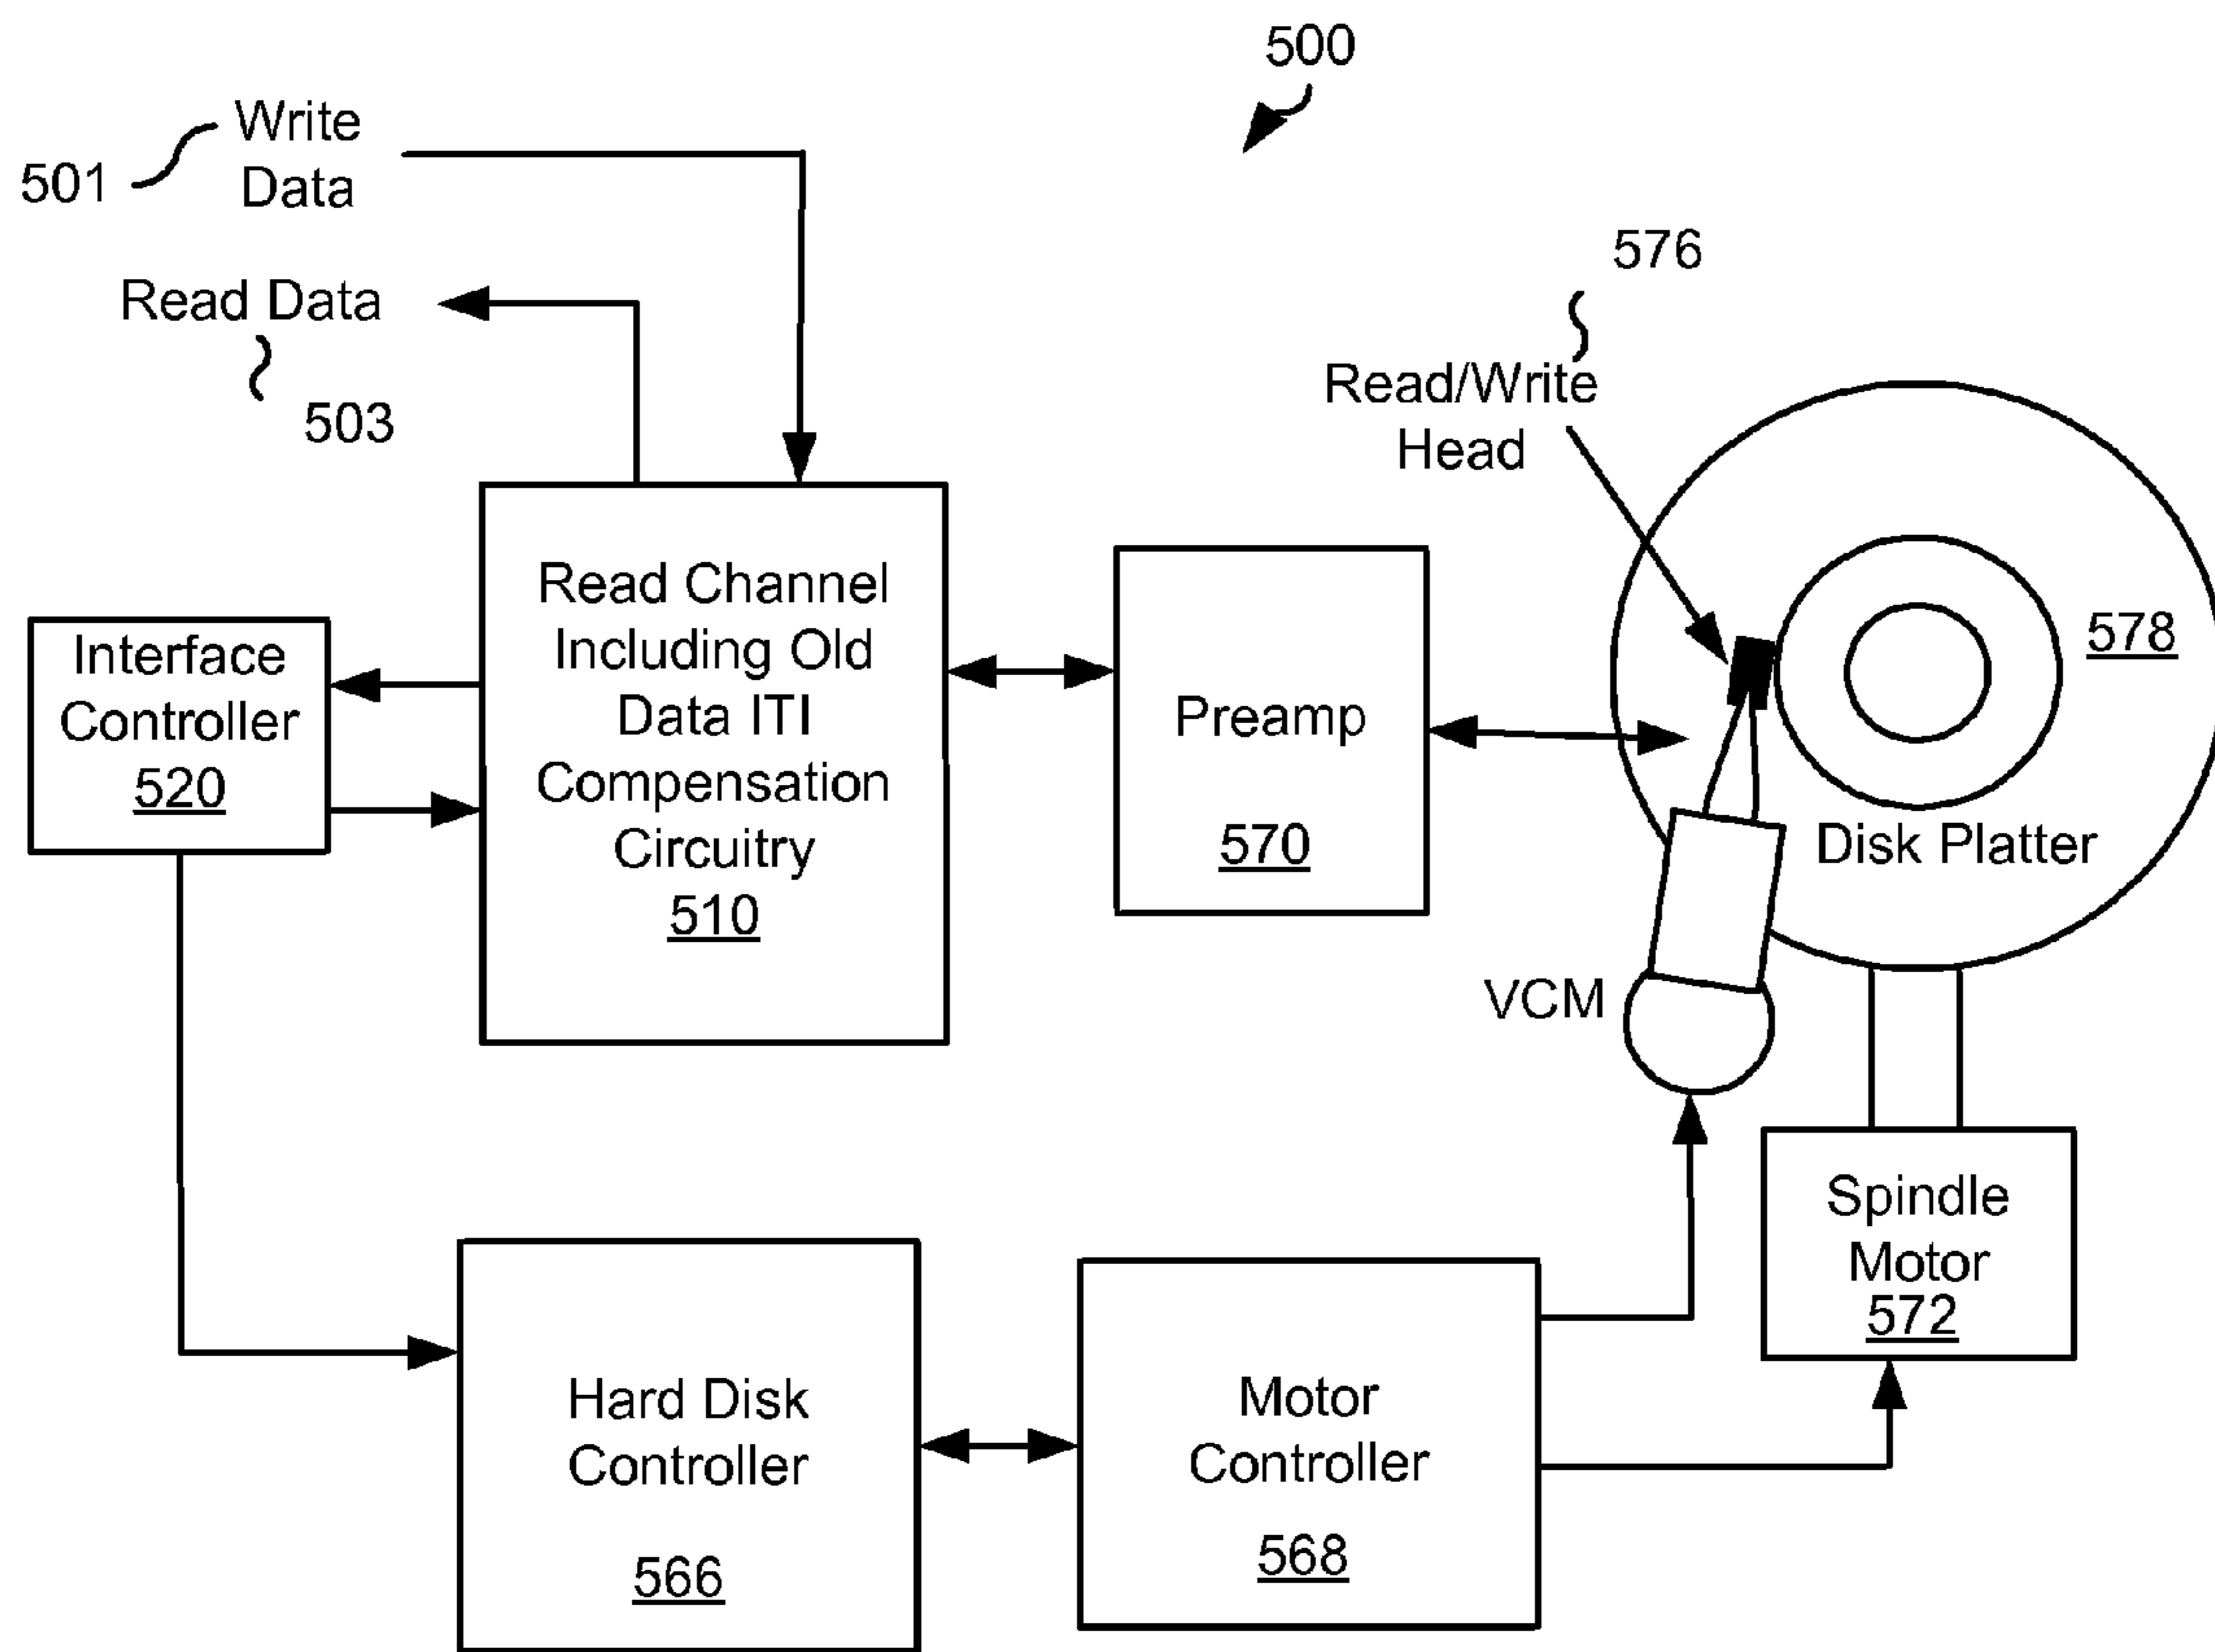 500
Write
Data
501
Read Data
503
576
Read/Write
Head
Read Channel
Including Old
Data ITI
Compensation
Circuitry
510
Interface
Controller
520
Preamp
570
578
Disk Platter
VCM
Spindle
Motor
572
Hard Disk
Controller
566
Motor
Controller
568